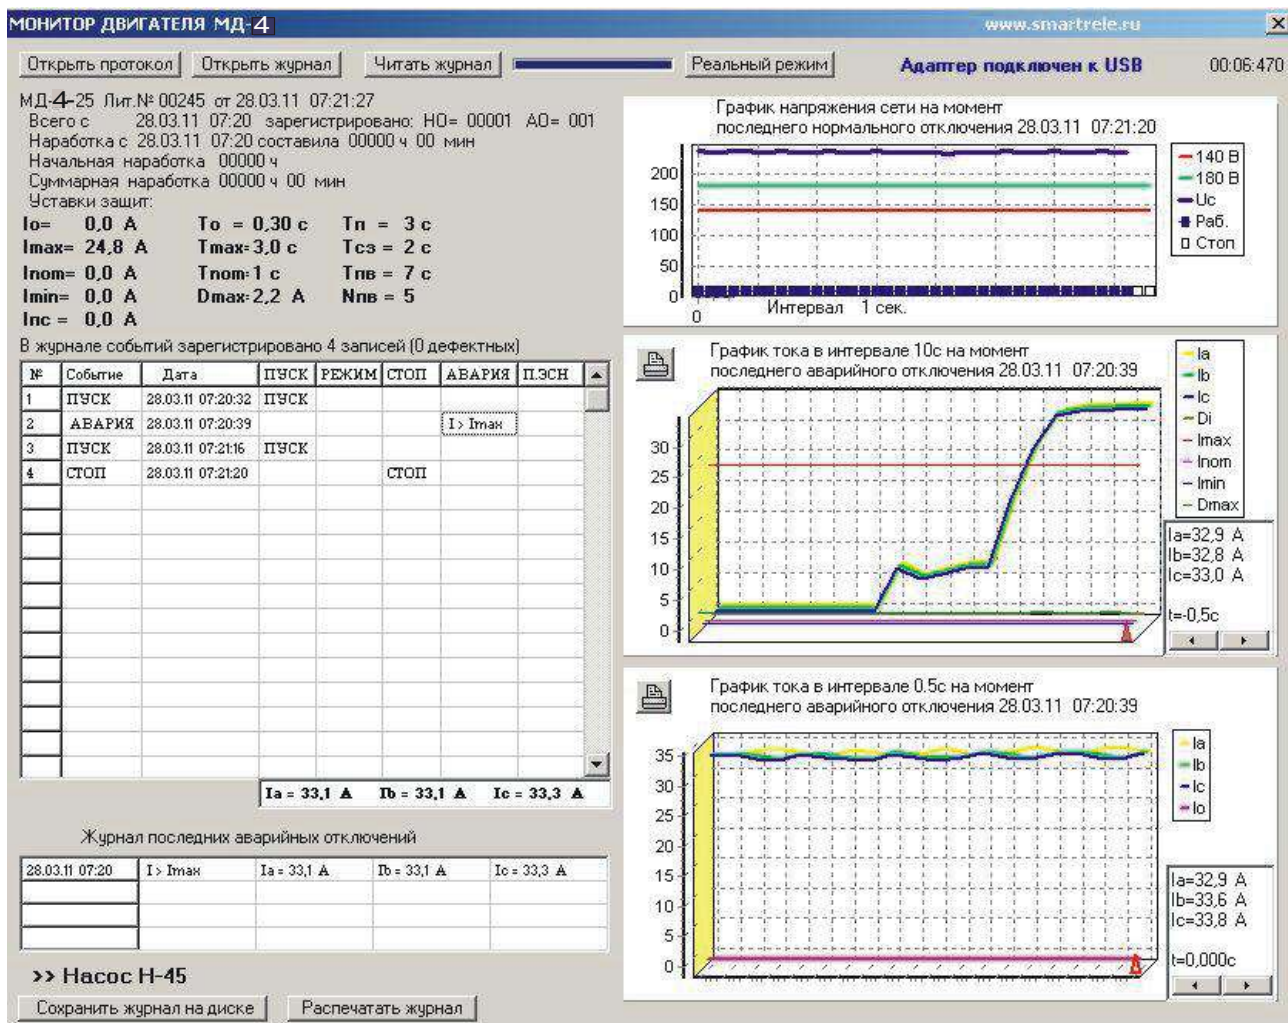 МОНИТОР ДВИГАТЕЛЯ МД-4 www.smartrele.ru
Открыть протокол Открыть журнал Читать журнал Реальный режим Адаптер подключен к USB 00:06:470
МД-4-25 Лит.№ 00245 от 28.03.11 07:21:27
Всего с 28.03.11 07:20 зарегистрировано: НО= 00001 АО= 001
Наработка с 28.03.11 07:20 составила 00000 ч 00 мин
Начальная наработка 00000 ч
Суммарная наработка 00000 ч 00 мин
Уставки защит:
Io= 0,0 А То = 0,30 с Тп = 3 с
Imax= 24,8 А Tmax= 3,0 с Тсз = 2 с
Inom= 0,0 А Tnom= 1 с Тпв = 7 с
Imin= 0,0 А Dmax= 2,2 А Nпв = 5
Iпс = 0,0 А
В журнале событий зарегистрировано 4 записей (0 дефектных)
№ Событие Дата ПУСК РЕЖИМ СТОП АВАРИЯ П.ЭСН
1 ПУСК 28.03.11 07:20:32 ПУСК
2 АВАРИЯ 28.03.11 07:20:39 I> Imax
3 ПУСК 28.03.11 07:21:16 ПУСК
4 СТОП 28.03.11 07:21:20 СТОП
Ia = 33,1 А Ib = 33,1 А Ic = 33,3 А
Журнал последних аварийных отключений
28.03.11 07:20 I> Imax Ia = 33,1 А Ib = 33,1 А Ic = 33,3 А
>> Насос Н-45
Сохранить журнал на диске Распечатать журнал
График напряжения сети на момент
последнего нормального отключения 28.03.11 07:21:20
200
150
100
50
0
0
Интервал 1 сек.
140 В
180 В
Uc
Раб.
Стоп
График тока в интервале 10с на момент
последнего аварийного отключения 28.03.11 07:20:39
30
25
20
15
10
5
0
Ia
Ib
Ic
Di
Imax
Inom
Imin
Dmax
Ia=32,9 А
Ib=32,8 А
Ic=33,0 А
t=-0,5с
График тока в интервале 0.5с на момент
последнего аварийного отключения 28.03.11 07:20:39
35
30
25
20
15
10
5
0
Ia
Ib
Ic
Io
Ia=32,9 А
Ib=33,6 А
Ic=33,8 А
t=0,000с